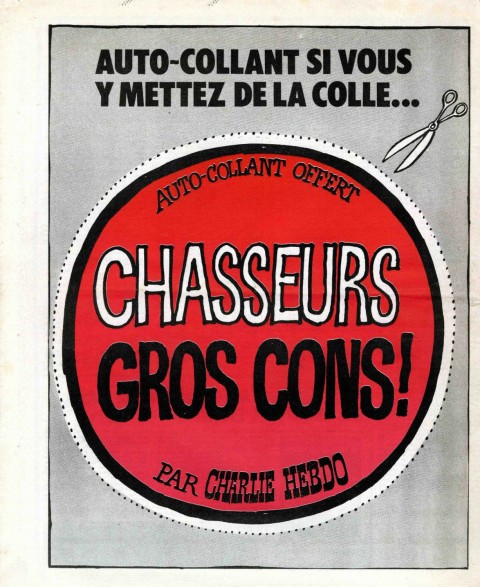 AUTO-COLLANT SI VOUS
Y METTEZ DE LA COLLE...
AUTO-COLLANT OFFERT
CHASSEURS
GROS CONS!
PAR CHARLIE HEBDO